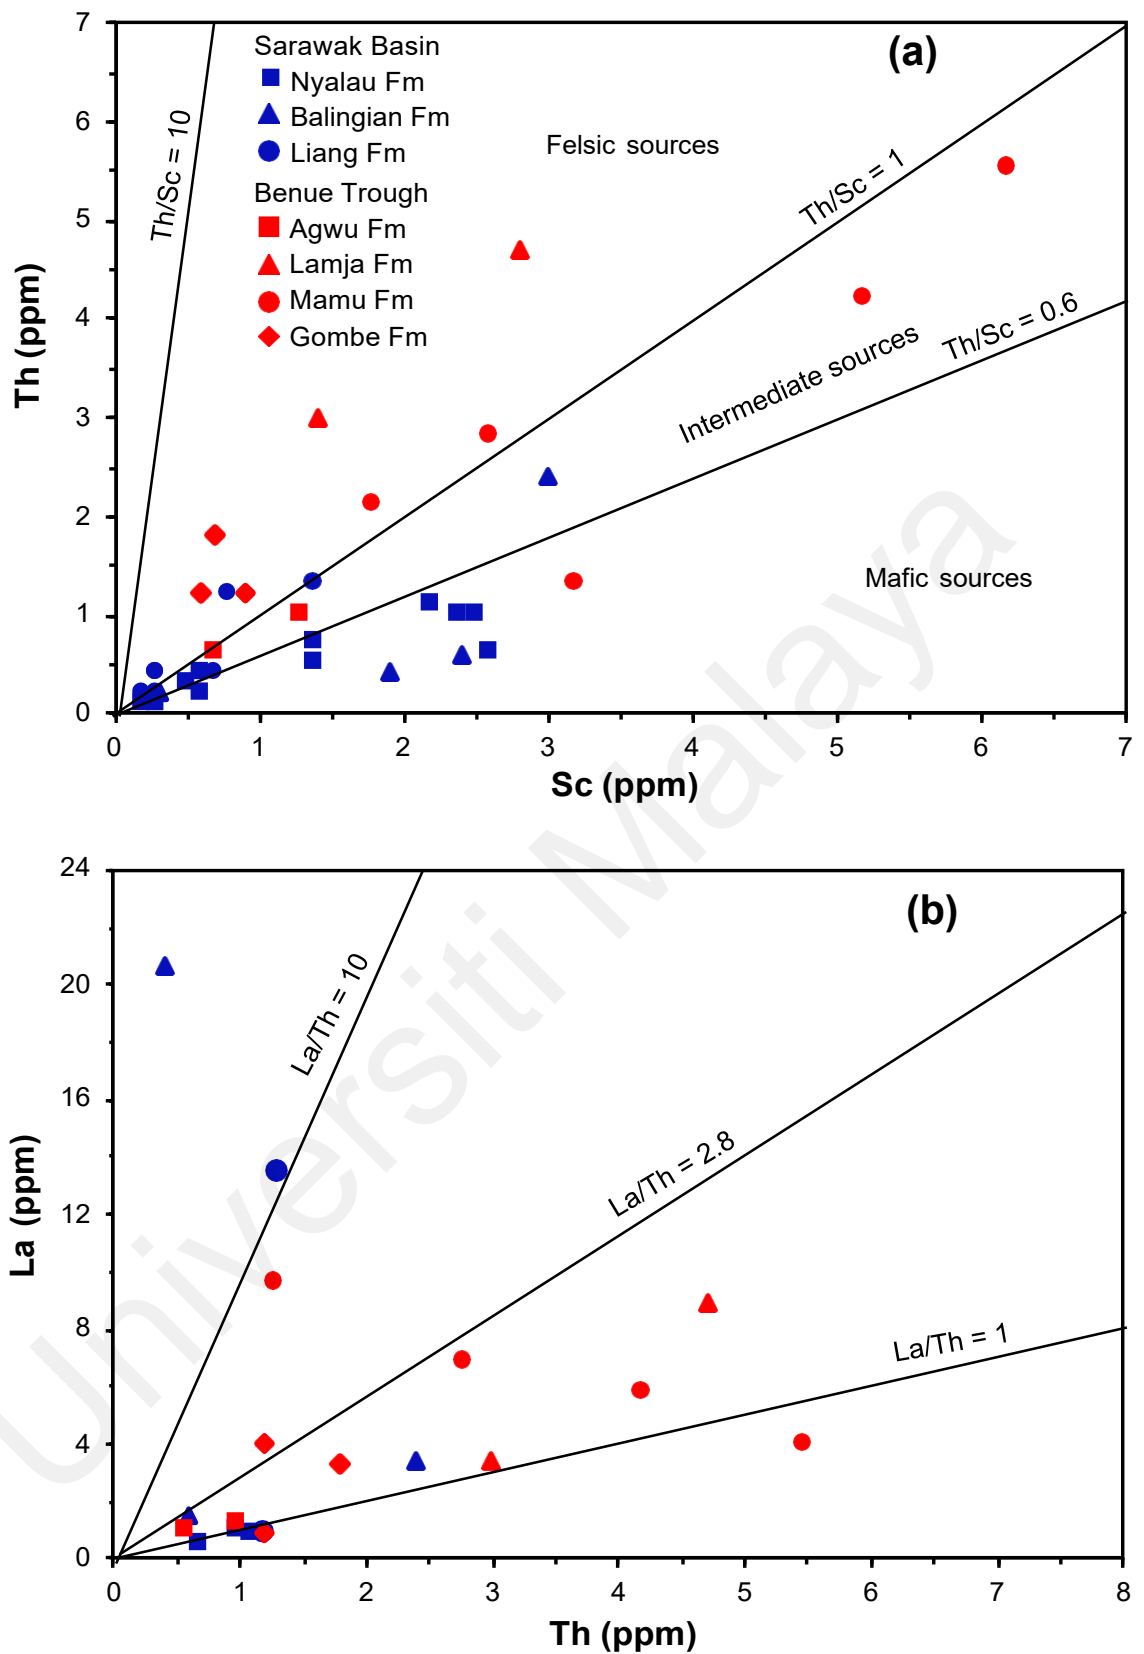 7
6
5
4
3
2
1
0
Th (ppm)
Sarawak Basin
Nyalau Fm
Balingian Fm
Liang Fm
Benue Trough
Agwu Fm
Lamja Fm
Mamu Fm
Gombe Fm
(a)
Th/Sc = 10
Felsic sources
Th/Sc = 1
Intermediate sources
Th/Sc = 0.6
Mafic sources
0 1 2 3 4 5 6 7
Sc (ppm)
24
20
16
12
8
4
0
La (ppm)
(b)
La/Th = 10
La/Th = 2.8
La/Th = 1
0 1 2 3 4 5 6 7 8
Th (ppm)
Universiti Malaya